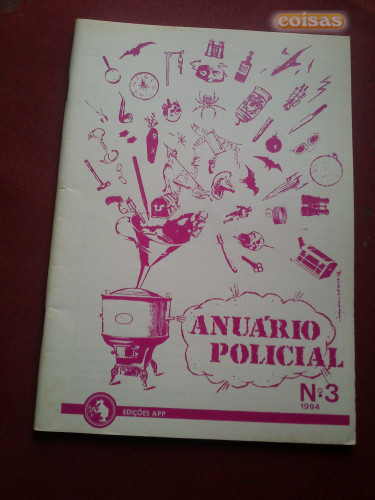 coisas
ANUÁRIO
POLICIAL
Nº3
1994
EDIÇÕES APP